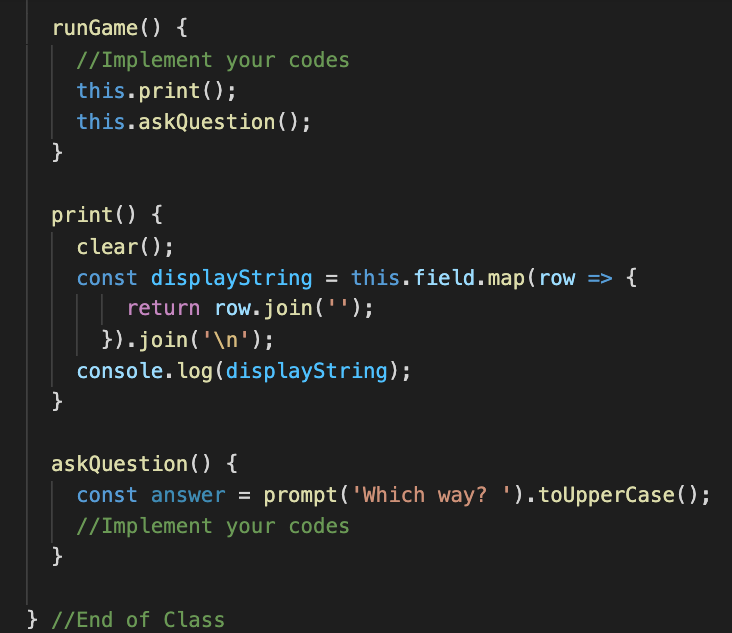 runGame() {
//Implement your codes
this.print();
this.askQuestion();
}
print() {
clear();
const displayString = this.field.map(row => {
return row.join('');
}).join('\n');
console.log(displayString);
}
askQuestion() {
const answer = prompt('Which way? ').toUpperCase();
//Implement your codes
}
} //End of Class